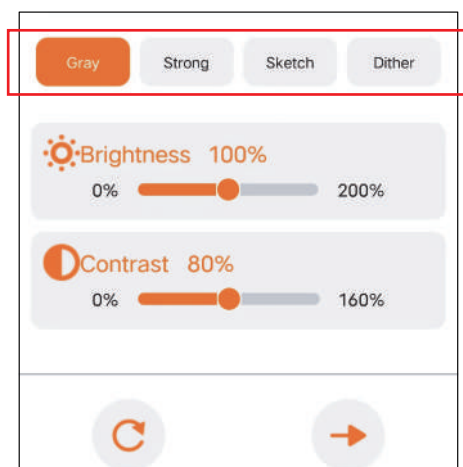 Gray Strong Sketch Dither
Brightness 100%
0% 200%
Contrast 80%
0% 160%